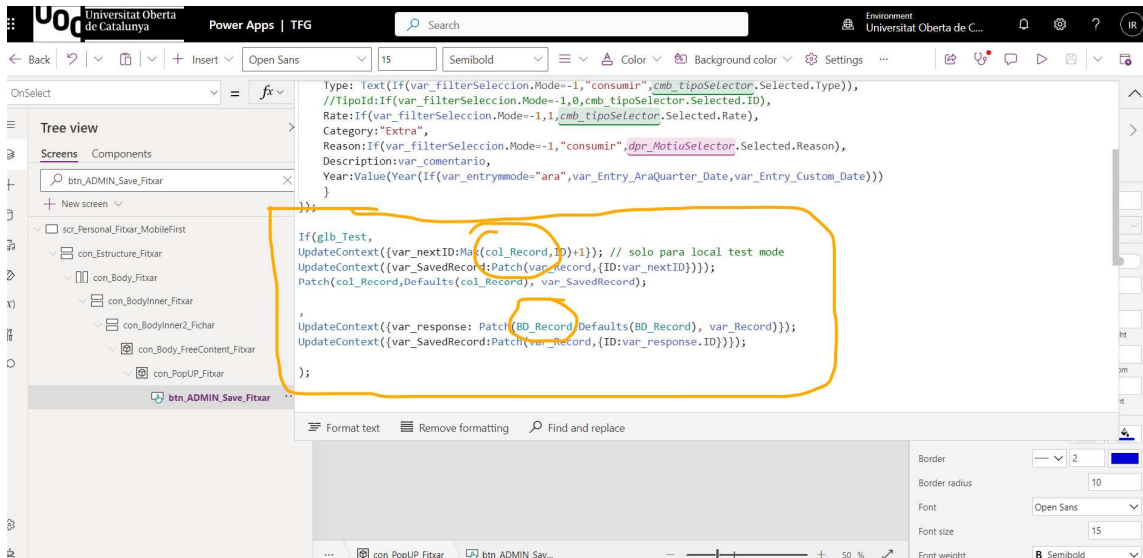 Universitat Oberta
de Catalunya
UOC
Power Apps | TFG
Search
Environment
Universitat Oberta de C...
?
IR
Back
Insert
Open Sans
15
Semibold
Color
Background color
Settings
...
OnSelect
=
fx
Tree view
Screens
Components
btn_ADMIN_Save_Fitxar
New screen
scr_Personal_Fitxar_MobileFirst
con_Estructure_Fitxar
con_Body_Fitxar
con_BodyInner_Fitxar
con_BodyInner2_Fichar
con_Body_FreeContent_Fitxar
con_PopUP_Fitxar
btn_ADMIN_Save_Fitxar
Type: Text(If(var_filterSeleccion.Mode=-1,"consumir",cmb_tipoSelector.Selected.Type)),
//TipoId:If(var_filterSeleccion.Mode=-1,0,cmb_tipoSelector.Selected.ID),
Rate:If(var_filterSeleccion.Mode=-1,1,cmb_tipoSelector.Selected.Rate),
Category:"Extra",
Reason:If(var_filterSeleccion.Mode=-1,"consumir",dpr_MotiuSelector.Selected.Reason),
Description:var_comentario,
Year:Value(Year(If(var_entrymmode="ara",var_Entry_AraQuarter_Date,var_Entry_Custom_Date)))
}
});
If(glb_Test,
UpdateContext({var_nextID:Max(col_Record,ID)+1}); // solo para local test mode
UpdateContext({var_SavedRecord:Patch(var_Record,{ID:var_nextID})});
Patch(col_Record,Defaults(col_Record), var_SavedRecord);
,
UpdateContext({var_response: Patch(BD_Record,Defaults(BD_Record), var_Record)});
UpdateContext({var_SavedRecord:Patch(var_Record,{ID:var_response.ID})});
);
Format text
Remove formatting
Find and replace
Border
2
Border radius
10
Font
Open Sans
Font size
15
Font weight
B Semibold
...
con_PopUP_Fitxar
btn_ADMIN_Sav...
50 %